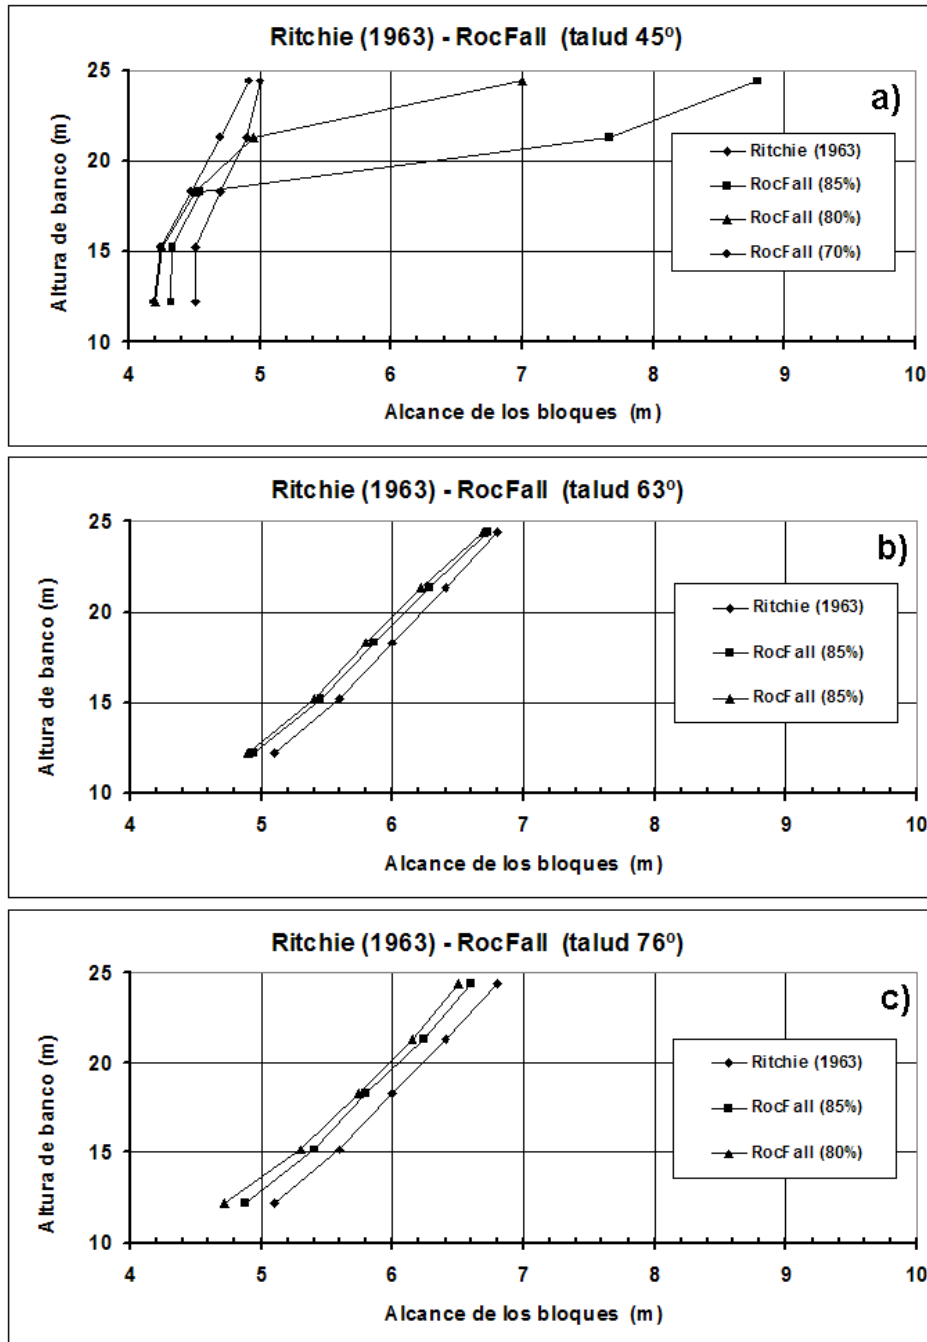 Ritchie (1963) - RocFall (talud 45º)
a)
Altura de banco (m)
25
20
15
10
4 5 6 7 8 9 10
Alcance de los bloques (m)
Ritchie (1963)
RocFall (85%)
RocFall (80%)
RocFall (70%)
Ritchie (1963) - RocFall (talud 63º)
b)
Altura de banco (m)
25
20
15
10
4 5 6 7 8 9 10
Alcance de los bloques (m)
Ritchie (1963)
RocFall (85%)
RocFall (85%)
Ritchie (1963) - RocFall (talud 76º)
c)
Altura de banco (m)
25
20
15
10
4 5 6 7 8 9 10
Alcance de los bloques (m)
Ritchie (1963)
RocFall (85%)
RocFall (80%)